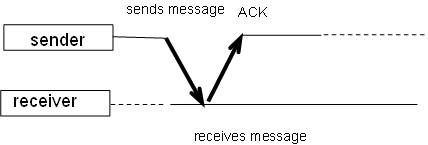 sends message
ACK
sender
receiver
receives message